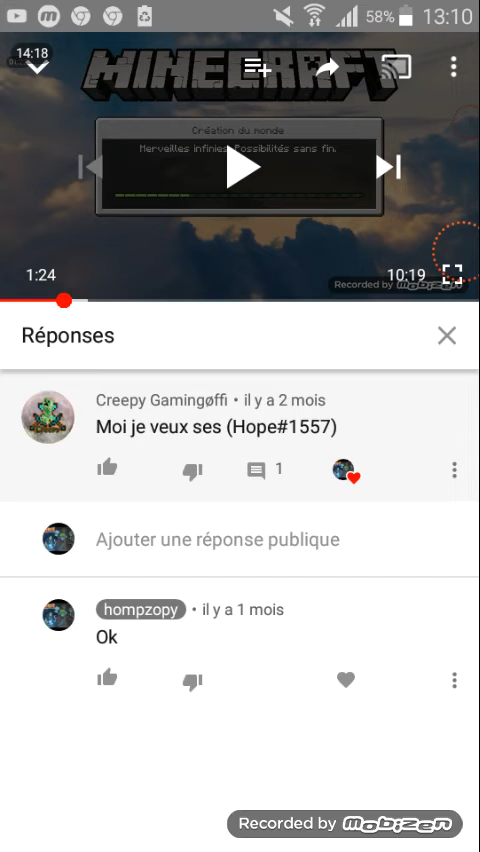 58% 13:10
14:18
MINECRAFT
Création du monde
Merveilles infinies. Possibilités sans fin.
1:24
10:19
Recorded by mobizen
Réponses
Creepy Gamingøffi • il y a 2 mois
Moi je veux ses (Hope#1557)
1
Ajouter une réponse publique
hompzopy • il y a 1 mois
Ok
Recorded by mobizen